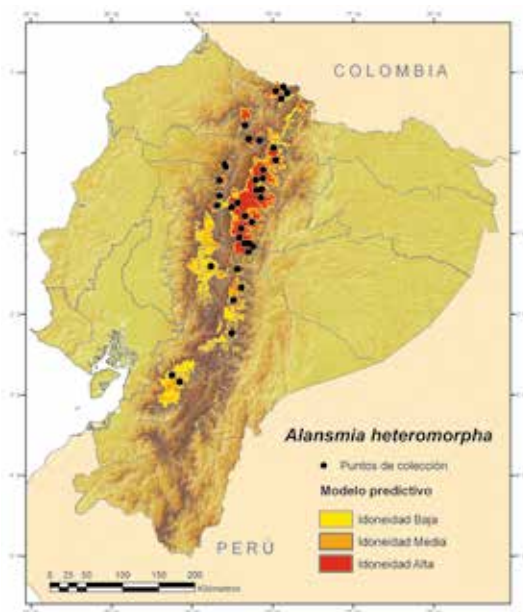 COLOMBIA
Alansmia heteromorpha
Puntos de colección
Modelo predictivo
Idoneidad Baja
Idoneidad Media
Idoneidad Alta
PERÚ
0 25 50 100 150 200
Kilómetros